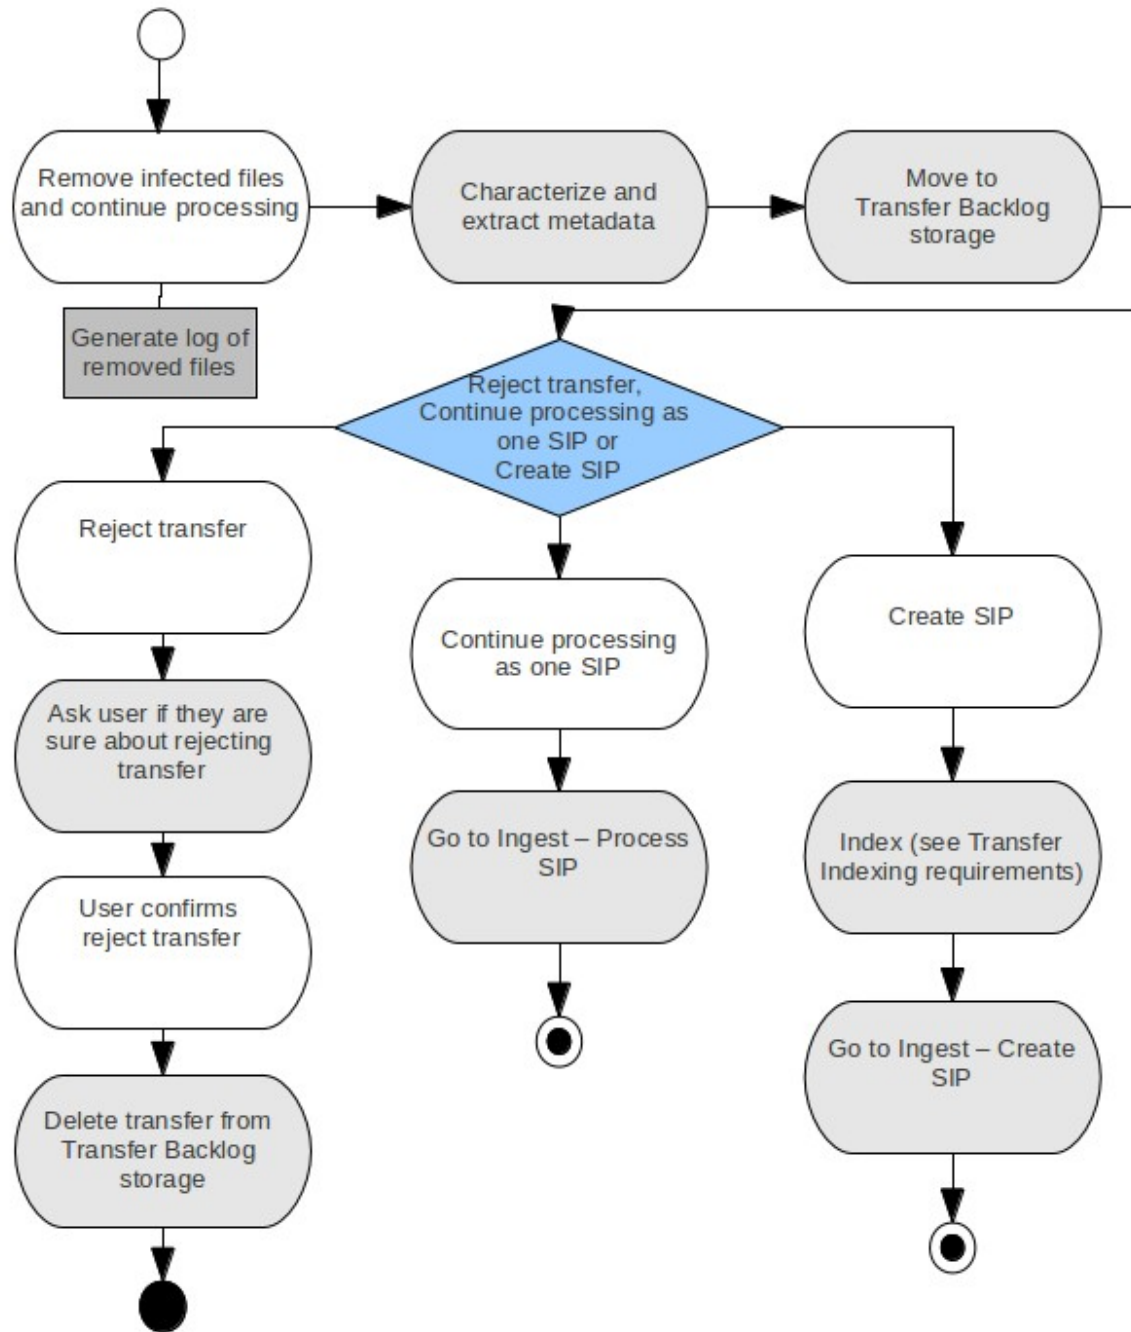 Remove infected files
and continue processing
Characterize and
extract metadata
Move to
Transfer Backlog
storage
Generate log of
removed files
Reject transfer,
Continue processing as
one SIP or
Create SIP
Reject transfer
Ask user if they are
sure about rejecting
transfer
User confirms
reject transfer
Delete transfer from
Transfer Backlog
storage
Continue processing
as one SIP
Go to Ingest – Process
SIP
Create SIP
Index (see Transfer
Indexing requirements)
Go to Ingest – Create
SIP